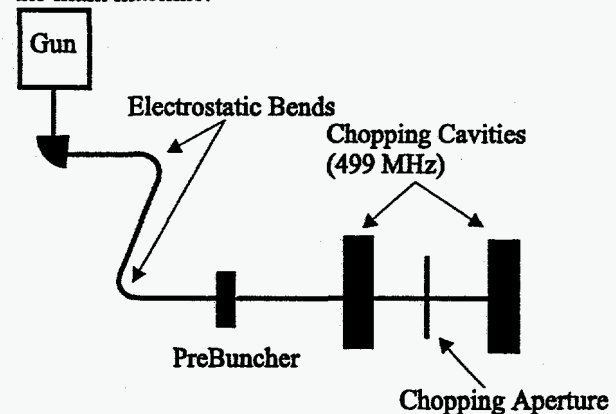 Gun
Electrostatic Bends
Chopping Cavities
(499 MHz)
PreBuncher
Chopping Aperture